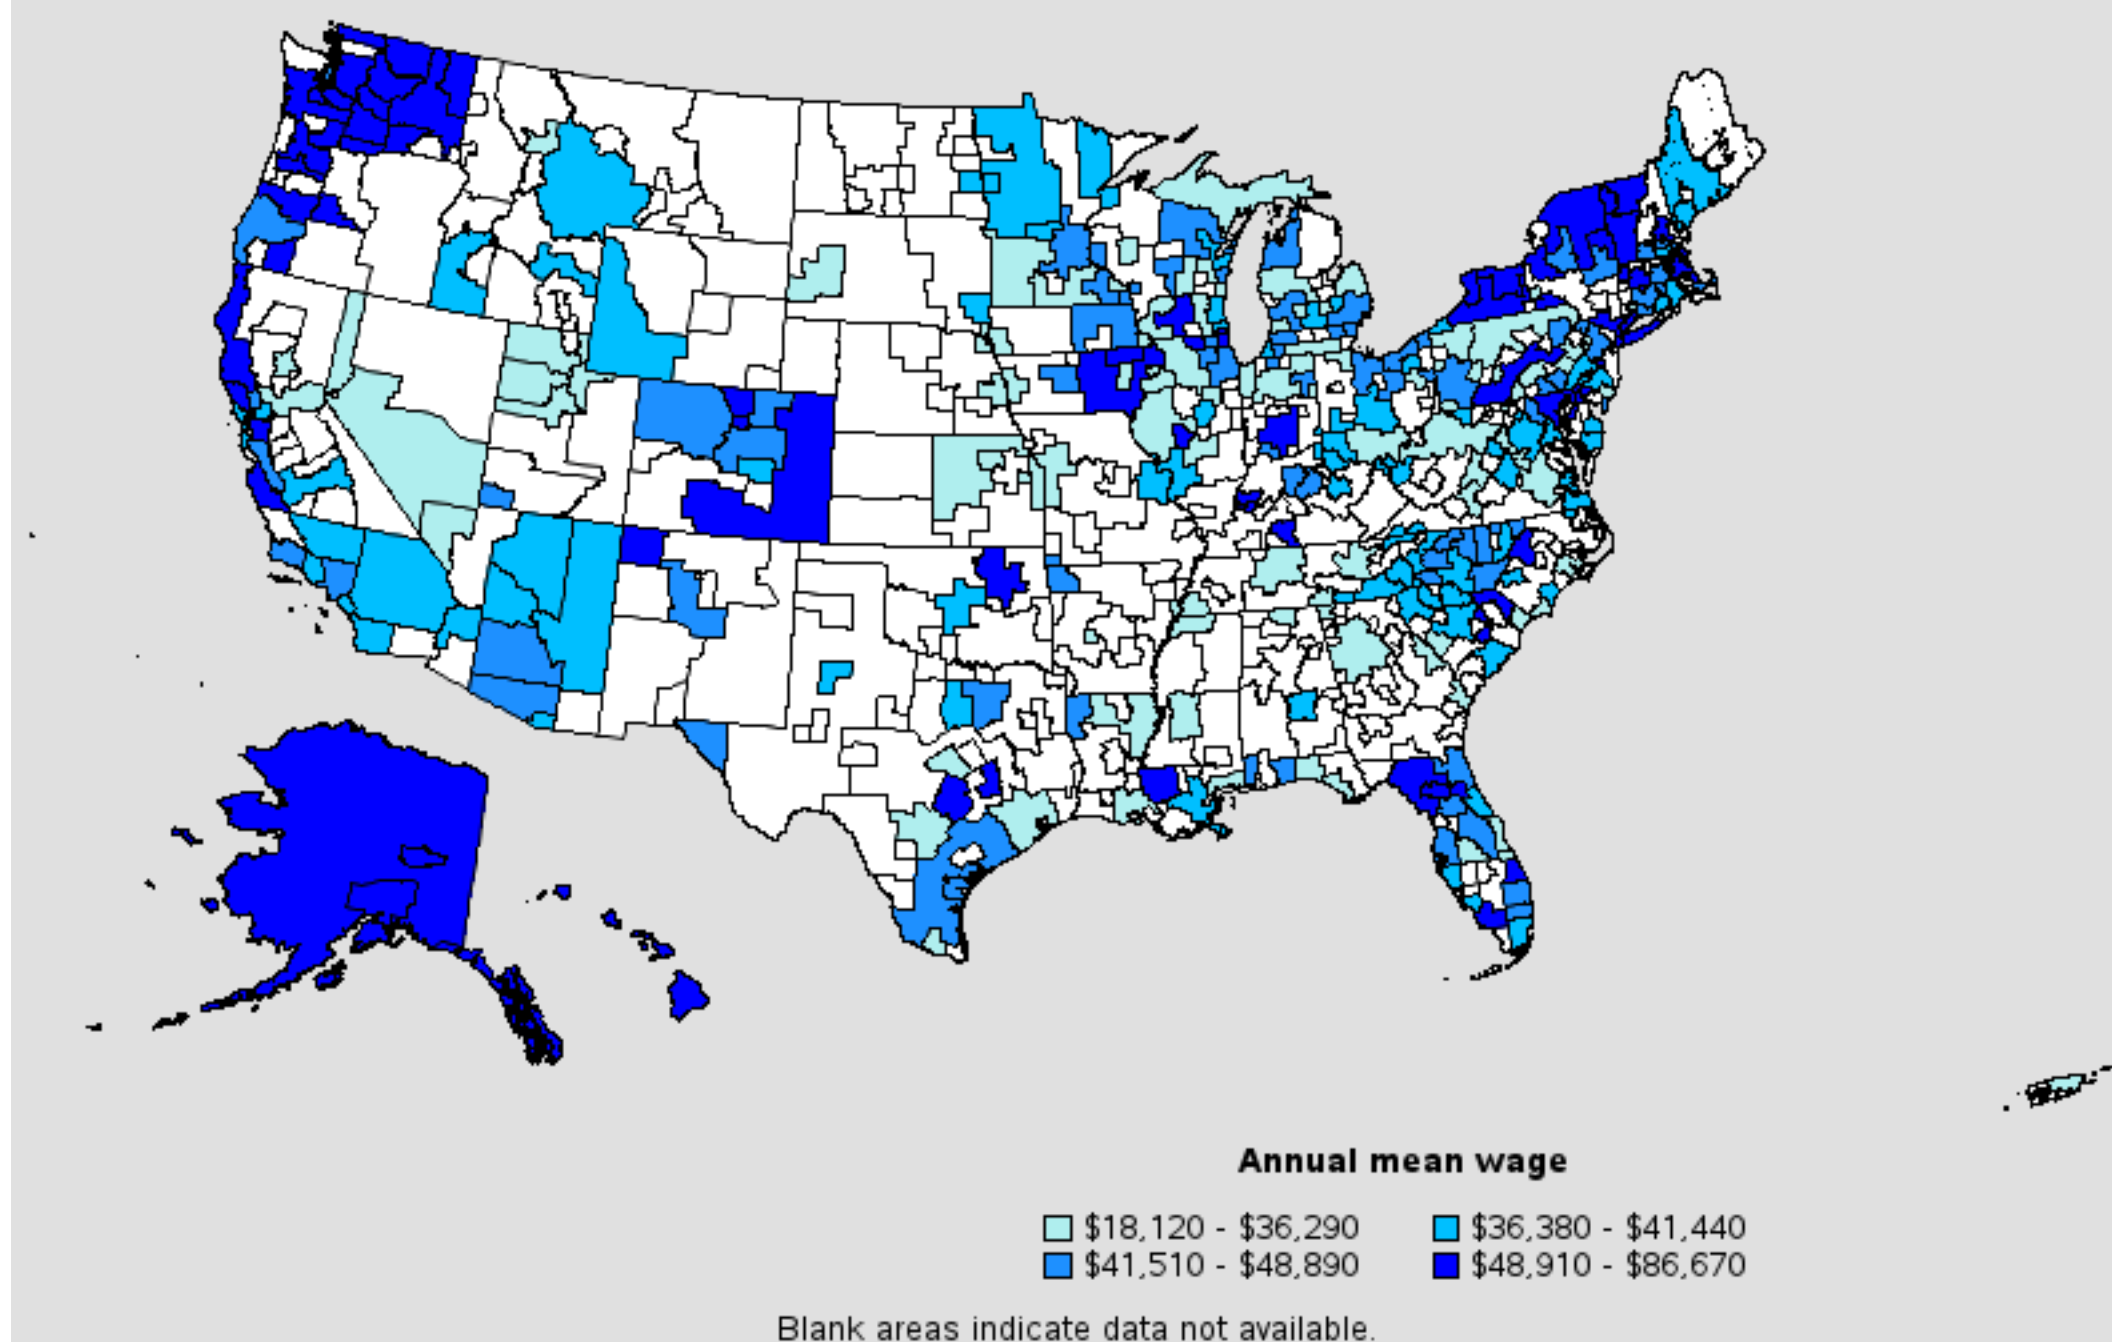 Annual mean wage
$18,120 - $36,290 $36,380 - $41,440
$41,510 - $48,890 $48,910 - $86,670
Blank areas indicate data not available.